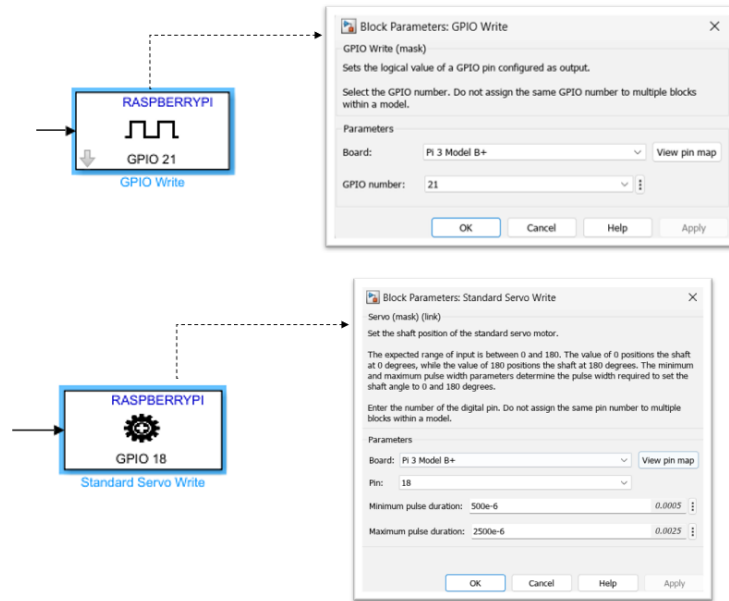 RASPBERRYPI
GPIO 21
GPIO Write
Block Parameters: GPIO Write
GPIO Write (mask)
Sets the logical value of a GPIO pin configured as output.
Select the GPIO number. Do not assign the same GPIO number to multiple blocks
within a model.
Parameters
Board: Pi 3 Model B+ View pin map
GPIO number: 21
OK Cancel Help Apply
RASPBERRYPI
GPIO 18
Standard Servo Write
Block Parameters: Standard Servo Write
Servo (mask) (link)
Set the shaft position of the standard servo motor.
The expected range of input is between 0 and 180. The value of 0 positions the shaft
at 0 degrees, while the value of 180 positions the shaft at 180 degrees. The minimum
and maximum pulse width parameters determine the pulse width required to set the
shaft angle to 0 and 180 degrees.
Enter the number of the digital pin. Do not assign the same pin number to multiple
blocks within a model.
Parameters
Board: Pi 3 Model B+ View pin map
Pin: 18
Minimum pulse duration: 500e-6 0.0005
Maximum pulse duration: 2500e-6 0.0025
OK Cancel Help Apply